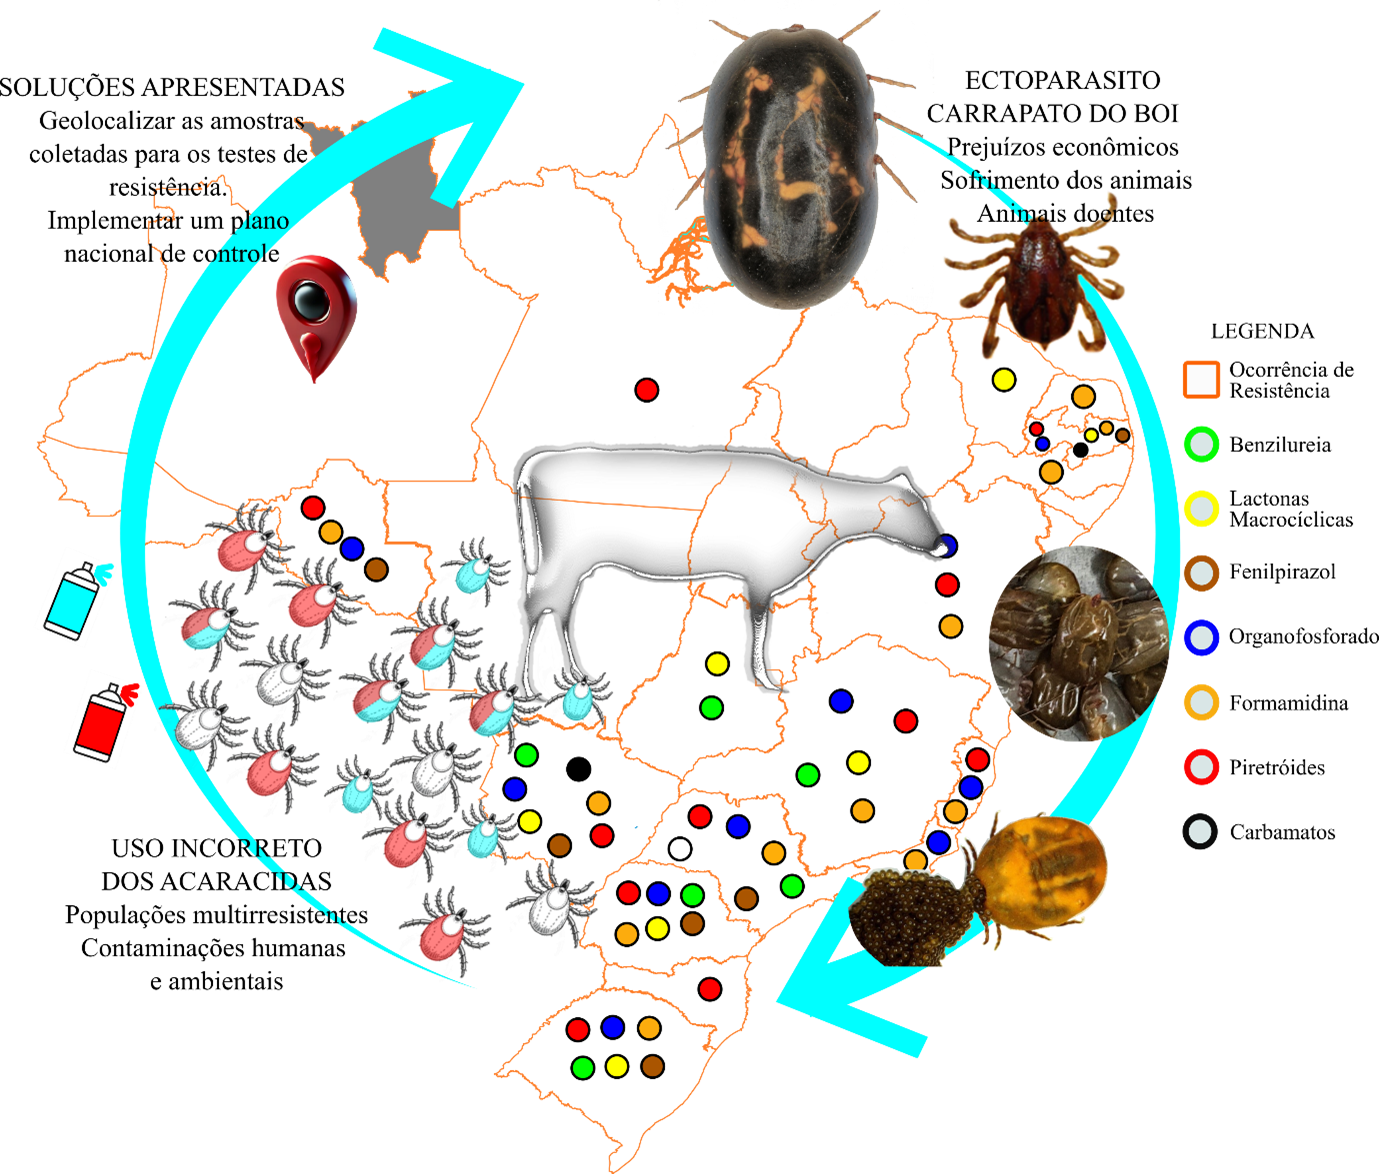 SOLUÇÕES APRESENTADAS
Geolocalizar as amostras
coletadas para os testes de
resistência.
Implementar um plano
nacional de controle
ECTOPARASITO
CARRAPATO DO BOI
Prejuízos econômicos
Sofrimento dos animais
Animais doentes
LEGENDA
Ocorrência de
Resistência
Benzilureia
Lactonas
Macrocíclicas
Fenilpirazol
Organofosforado
Formamidina
Piretróides
Carbamatos
USO INCORRETO
DOS ACARACIDAS
Populações multirresistentes
Contaminações humanas
e ambientais